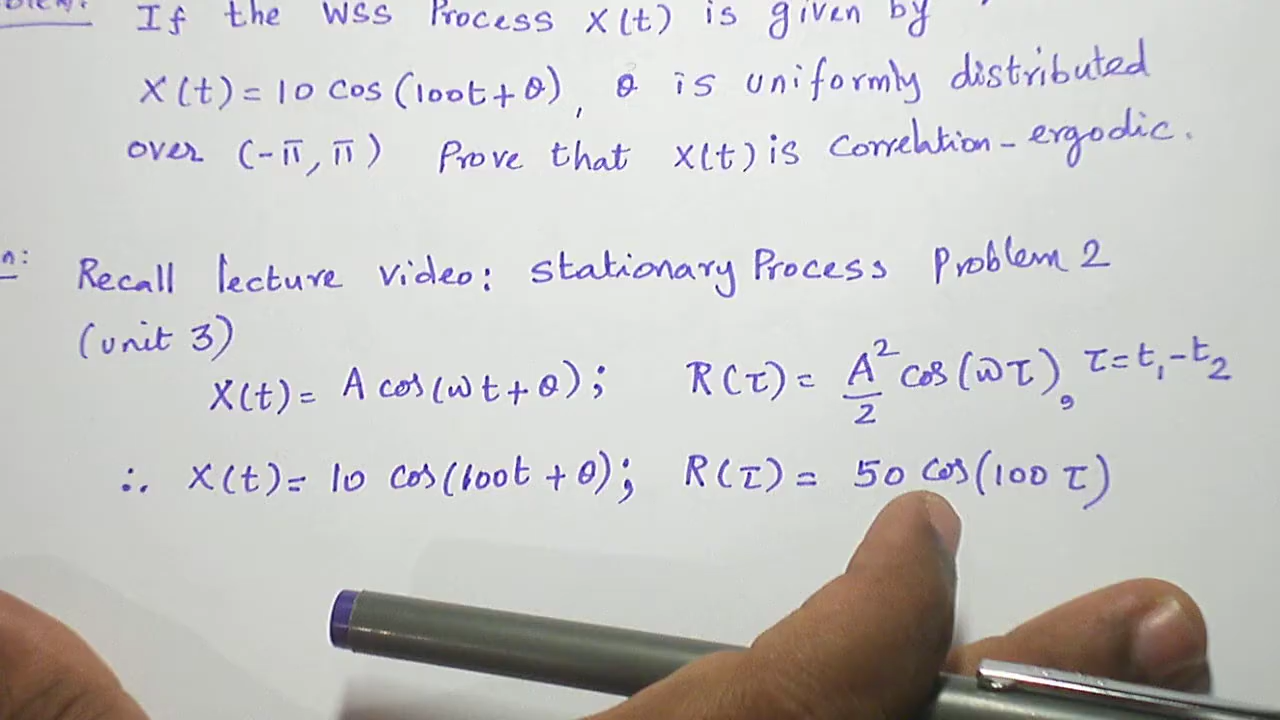 If the WSS Process X(t) is given by
X(t) = 10 cos(100t + θ), θ is uniformly distributed
over (-π, π) Prove that X(t) is Correlation-ergodic.
Recall lecture video: Stationary Process Problem 2
(unit 3)
X(t) = A cos(ωt + θ); R(τ) = A²/2 cos(ωτ), τ = t₁ - t₂
∴ X(t) = 10 cos(100t + θ); R(τ) = 50 cos(100 τ)